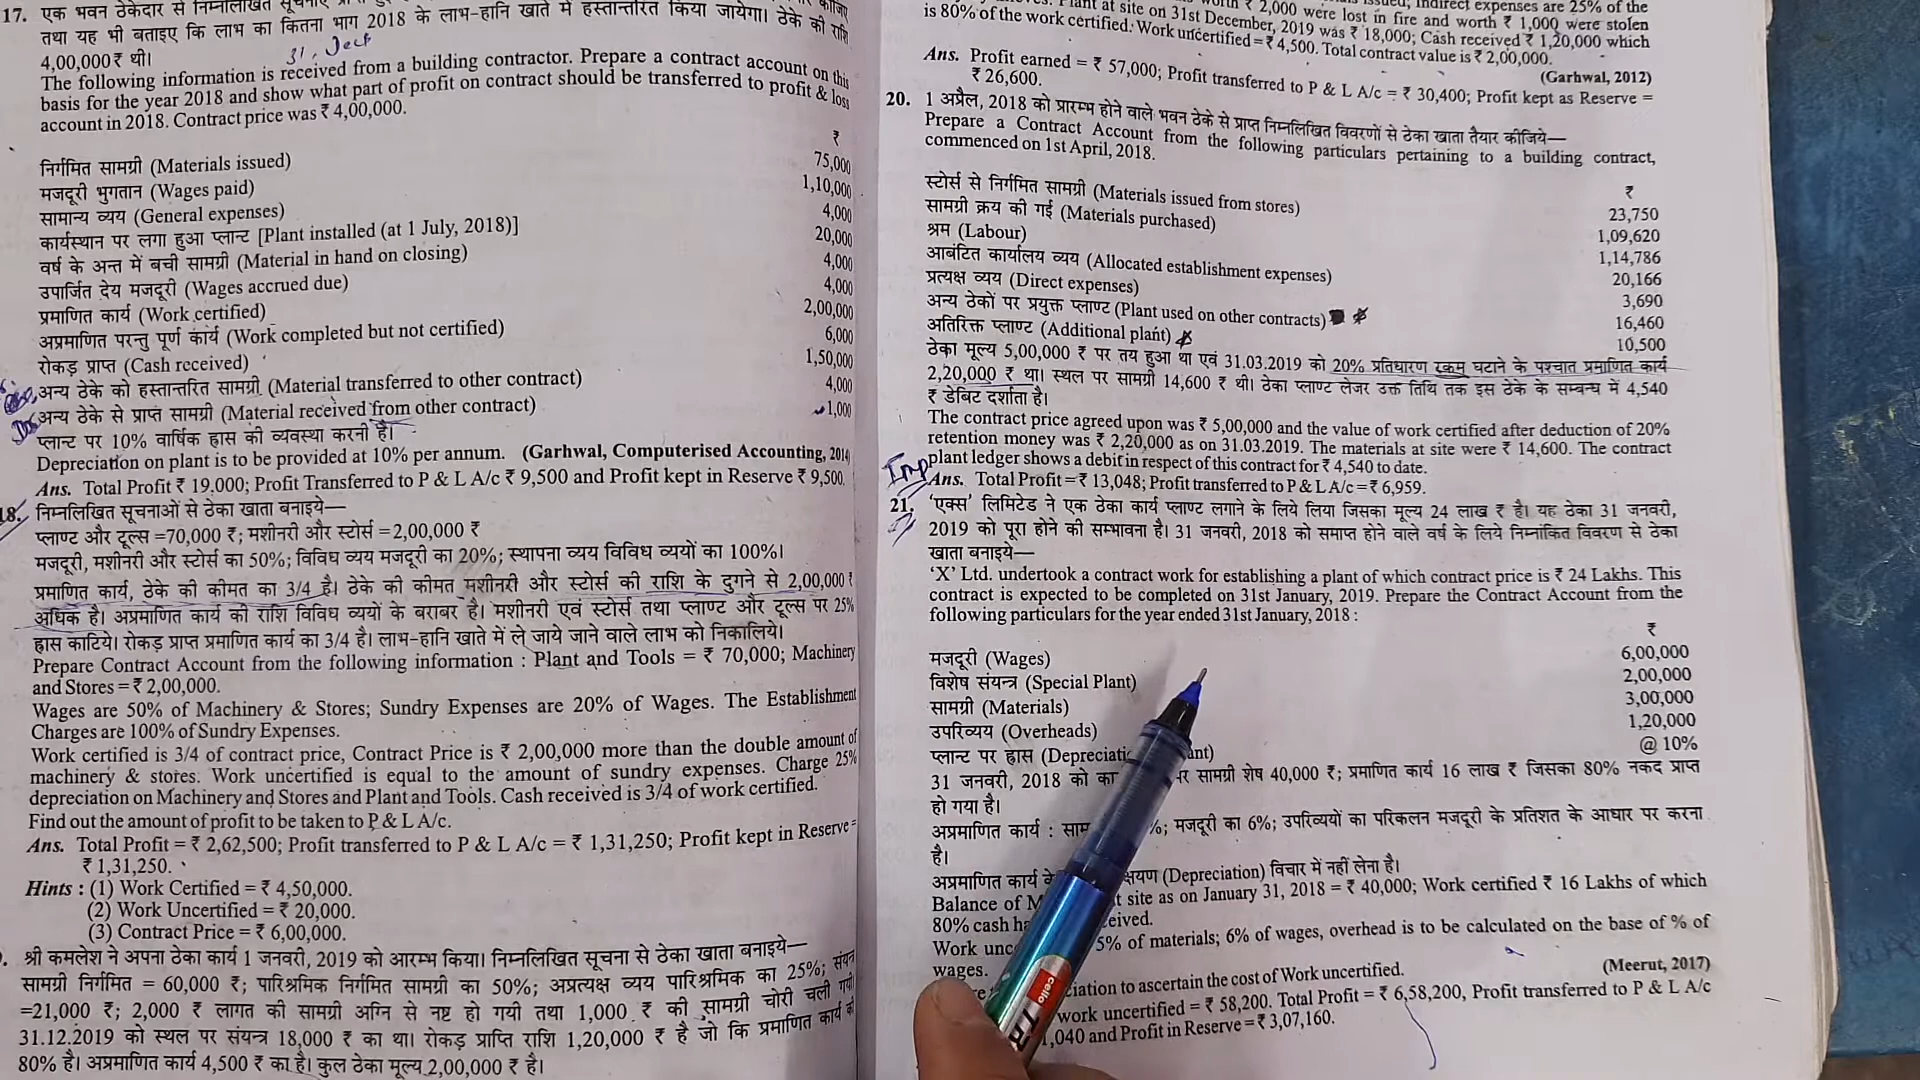 17. एक भवन ठेकेदार से निम्नलिखित
तथा यह भी बताइए कि लाभ का कितना भाग 2018 के लाभ-हानि खाते में हस्तान्तरित किया जायेगा। ठेके की राशि
4,00,000 ₹ थी।
The following information is received from a building contractor. Prepare a contract account on this
basis for the year 2018 and show what part of profit on contract should be transferred to profit & loss
account in 2018. Contract price was ₹ 4,00,000.
₹
निर्गमित सामग्री (Materials issued) 75,000
मजदूरी भुगतान (Wages paid) 1,10,000
सामान्य व्यय (General expenses) 4,000
कार्यस्थान पर लगा हुआ प्लान्ट [Plant installed (at 1 July, 2018)] 20,000
वर्ष के अन्त में बची सामग्री (Material in hand on closing) 4,000
उपार्जित देय मजदूरी (Wages accrued due) 4,000
प्रमाणित कार्य (Work certified) 2,00,000
अप्रमाणित परन्तु पूर्ण कार्य (Work completed but not certified) 6,000
रोकड़ प्राप्त (Cash received) 1,50,000
अन्य ठेके को हस्तान्तरित सामग्री (Material transferred to other contract) 4,000
अन्य ठेके से प्राप्त सामग्री (Material received from other contract) 1,000
प्लान्ट पर 10% वार्षिक ह्रास की व्यवस्था करनी है।
Depreciation on plant is to be provided at 10% per annum. (Garhwal, Computerised Accounting, 2014
Ans. Total Profit ₹ 19,000; Profit Transferred to P & L A/c ₹ 9,500 and Profit kept in Reserve ₹ 9,500.
18. निम्नलिखित सूचनाओं से ठेका खाता बनाइये—
प्लाण्ट और टूल्स =70,000 ₹; मशीनरी और स्टोर्स =2,00,000 ₹
मजदूरी, मशीनरी और स्टोर्स का 50%; विविध व्यय मजदूरी का 20%; स्थापना व्यय विविध व्ययों का 100%।
प्रमाणित कार्य, ठेके की कीमत का 3/4 है। ठेके की कीमत मशीनरी और स्टोर्स की राशि के दुगने से 2,00,000 ₹
अधिक है। अप्रमाणित कार्य की राशि विविध व्ययों के बराबर है। मशीनरी एवं स्टोर्स तथा प्लाण्ट और टूल्स पर 25%
ह्रास काटिये। रोकड़ प्राप्त प्रमाणित कार्य का 3/4 है। लाभ-हानि खाते में ले जाये जाने वाले लाभ को निकालिये।
Prepare Contract Account from the following information : Plant and Tools = ₹ 70,000; Machinery
and Stores = ₹ 2,00,000.
Wages are 50% of Machinery & Stores; Sundry Expenses are 20% of Wages. The Establishment
Charges are 100% of Sundry Expenses.
Work certified is 3/4 of contract price, Contract Price is ₹ 2,00,000 more than the double amount of
machinery & stores. Work uncertified is equal to the amount of sundry expenses. Charge 25%
depreciation on Machinery and Stores and Plant and Tools. Cash received is 3/4 of work certified.
Find out the amount of profit to be taken to P & L A/c.
Ans. Total Profit = ₹ 2,62,500; Profit transferred to P & L A/c = ₹ 1,31,250; Profit kept in Reserve =
₹ 1,31,250.
Hints : (1) Work Certified = ₹ 4,50,000.
(2) Work Uncertified = ₹ 20,000.
(3) Contract Price = ₹ 6,00,000.
श्री कमलेश ने अपना ठेका कार्य 1 जनवरी, 2019 को आरम्भ किया। निम्नलिखित सूचना से ठेका खाता बनाइये—
सामग्री निर्गमित = 60,000 ₹; पारिश्रमिक निर्गमित सामग्री का 50%; अप्रत्यक्ष व्यय पारिश्रमिक का 25%; संयन्त्र
=21,000 ₹; 2,000 ₹ लागत की सामग्री अग्नि से नष्ट हो गयी तथा 1,000 ₹ की सामग्री चोरी चली गयी
31.12.2019 को स्थल पर संयन्त्र 18,000 ₹ का था। रोकड़ प्राप्ति राशि 1,20,000 ₹ है जो कि प्रमाणित कार्य की
80% है। अप्रमाणित कार्य 4,500 ₹ का है। कुल ठेका मूल्य 2,00,000 ₹ है।
indirect expenses are 25% of the
₹ 2,000 were lost in fire and worth ₹ 1,000 were stolen
Plant at site on 31st December, 2019 was ₹ 18,000; Cash received ₹ 1,20,000 which
is 80% of the work certified. Work uncertified = ₹ 4,500. Total contract value is ₹ 2,00,000.
(Garhwal, 2012)
Ans. Profit earned = ₹ 57,000; Profit transferred to P & L A/c = ₹ 30,400; Profit kept as Reserve =
₹ 26,600.
20. 1 अप्रैल, 2018 को प्रारम्भ होने वाले भवन ठेके से प्राप्त निम्नलिखित विवरणों से ठेका खाता तैयार कीजिये—
Prepare a Contract Account from the following particulars pertaining to a building contract,
commenced on 1st April, 2018.
₹
स्टोर्स से निर्गमित सामग्री (Materials issued from stores) 23,750
सामग्री क्रय की गई (Materials purchased) 1,09,620
श्रम (Labour) 1,14,786
आबंटित कार्यालय व्यय (Allocated establishment expenses) 20,166
प्रत्यक्ष व्यय (Direct expenses) 3,690
अन्य ठेकों पर प्रयुक्त प्लाण्ट (Plant used on other contracts) 16,460
अतिरिक्त प्लाण्ट (Additional plant) 10,500
ठेका मूल्य 5,00,000 ₹ पर तय हुआ था एवं 31.03.2019 को 20% प्रतिधारण रकम घटाने के पश्चात प्रमाणित कार्य
2,20,000 ₹ था। स्थल पर सामग्री 14,600 ₹ थी। ठेका प्लाण्ट लेजर उक्त तिथि तक इस ठेके के सम्बन्ध में 4,540
₹ डेबिट दर्शाता है।
The contract price agreed upon was ₹ 5,00,000 and the value of work certified after deduction of 20%
retention money was ₹ 2,20,000 as on 31.03.2019. The materials at site were ₹ 14,600. The contract
plant ledger shows a debit in respect of this contract for ₹ 4,540 to date.
Imp Ans. Total Profit = ₹ 13,048; Profit transferred to P & L A/c = ₹ 6,959.
21. 'एक्स' लिमिटेड ने एक ठेका कार्य प्लाण्ट लगाने के लिये लिया जिसका मूल्य 24 लाख ₹ है। यह ठेका 31 जनवरी,
2019 को पूरा होने की सम्भावना है। 31 जनवरी, 2018 को समाप्त होने वाले वर्ष के लिये निम्नांकित विवरण से ठेका
खाता बनाइये—
'X' Ltd. undertook a contract work for establishing a plant of which contract price is ₹ 24 Lakhs. This
contract is expected to be completed on 31st January, 2019. Prepare the Contract Account from the
following particulars for the year ended 31st January, 2018 :
₹
मजदूरी (Wages) 6,00,000
विशेष संयन्त्र (Special Plant) 2,00,000
सामग्री (Materials) 3,00,000
उपरिव्यय (Overheads) 1,20,000
प्लान्ट पर ह्रास @ 10%
31 जनवरी, 2018 को सामग्री शेष 40,000 ₹; प्रमाणित कार्य 16 लाख ₹ जिसका 80% नकद प्राप्त
हो गया है।
अप्रमाणित कार्य : मजदूरी का 6%; उपरिव्ययों का परिकलन मजदूरी के प्रतिशत के आधार पर करना
है।
अप्रमाणित कार्य (Depreciation) विचार में नहीं लेना है।
Balance of site as on January 31, 2018 = ₹ 40,000; Work certified ₹ 16 Lakhs of which
80% cash
Work 5% of materials; 6% of wages, overhead is to be calculated on the base of % of
wages.
to ascertain the cost of Work uncertified. (Meerut, 2017)
work uncertified = ₹ 58,200. Total Profit = ₹ 6,58,200, Profit transferred to P & L A/c
and Profit in Reserve = ₹ 3,07,160.